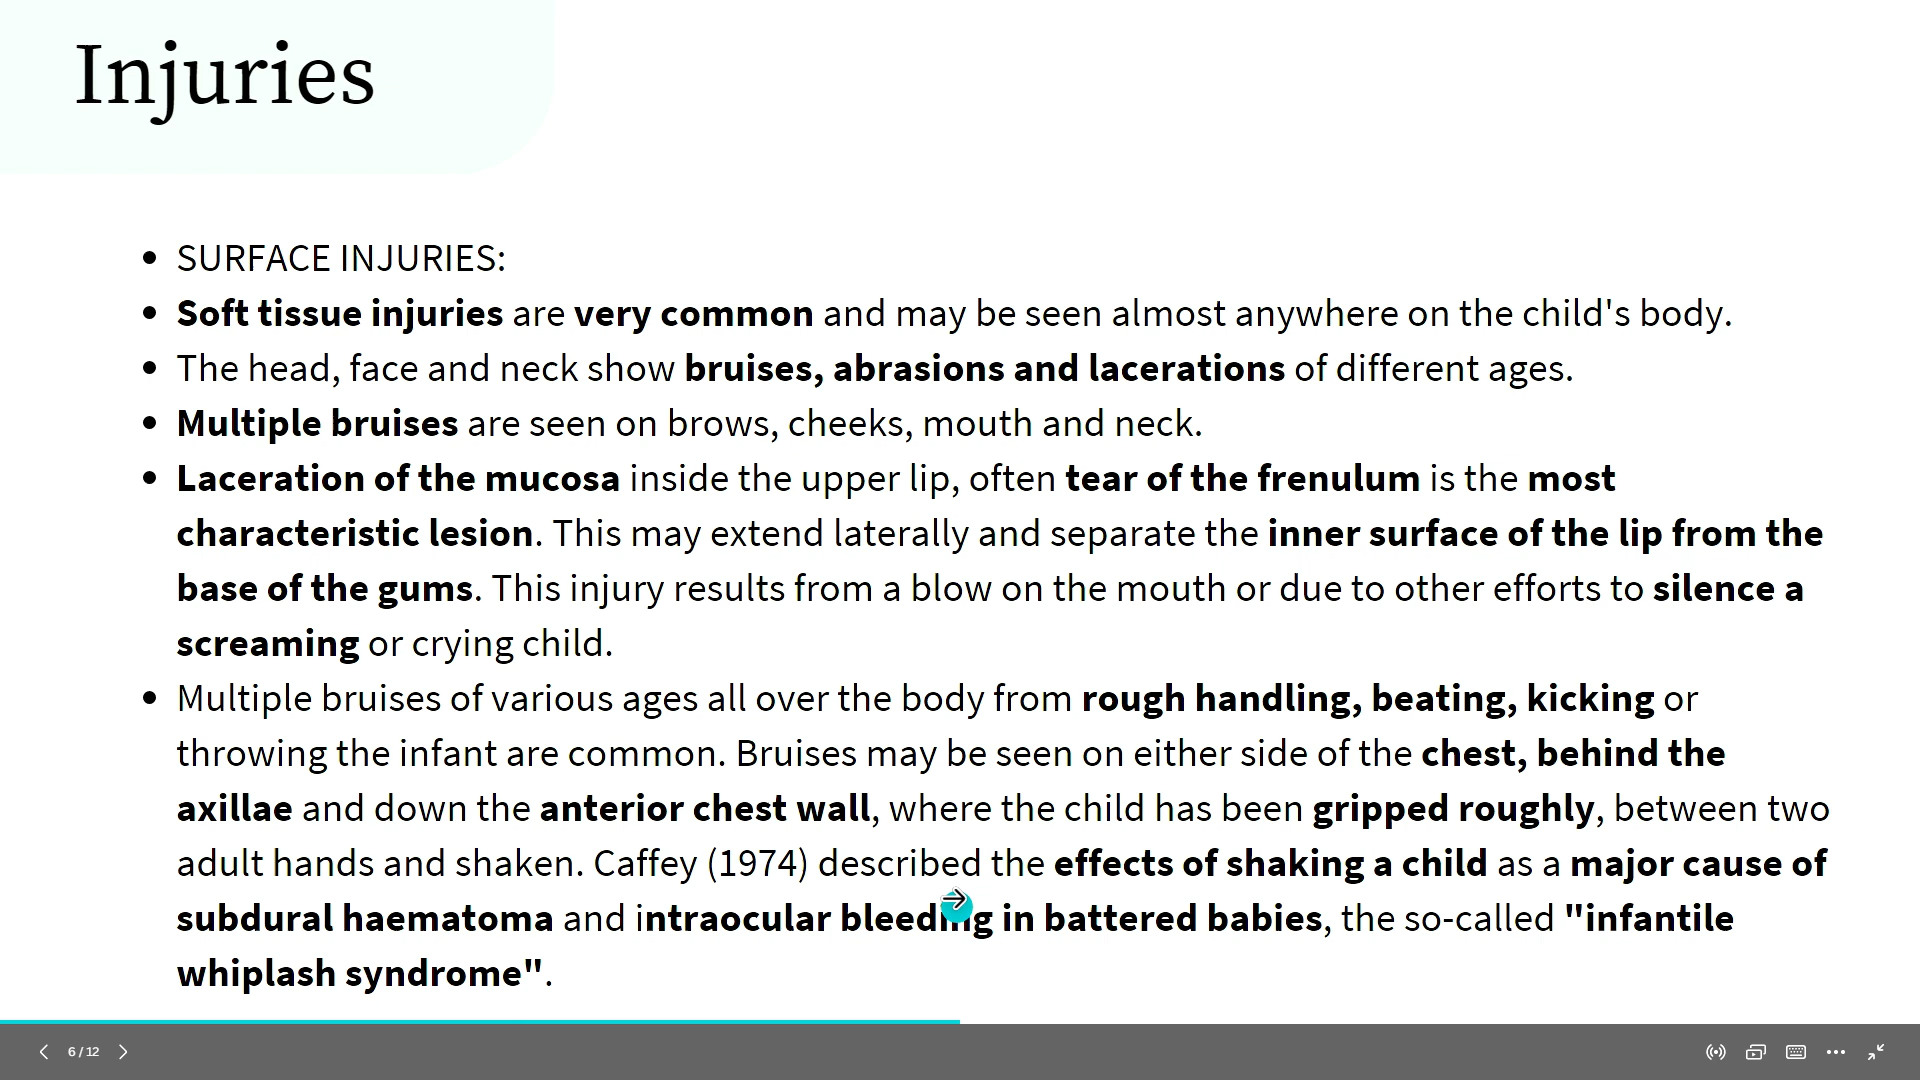 Injuries
• SURFACE INJURIES:
• Soft tissue injuries are very common and may be seen almost anywhere on the child's body.
• The head, face and neck show bruises, abrasions and lacerations of different ages.
• Multiple bruises are seen on brows, cheeks, mouth and neck.
• Laceration of the mucosa inside the upper lip, often tear of the frenulum is the most
characteristic lesion. This may extend laterally and separate the inner surface of the lip from the
base of the gums. This injury results from a blow on the mouth or due to other efforts to silence a
screaming or crying child.
• Multiple bruises of various ages all over the body from rough handling, beating, kicking or
throwing the infant are common. Bruises may be seen on either side of the chest, behind the
axillae and down the anterior chest wall, where the child has been gripped roughly, between two
adult hands and shaken. Caffey (1974) described the effects of shaking a child as a major cause of
subdural haematoma and intraocular bleeding in battered babies, the so-called "infantile
whiplash syndrome".
6 / 12